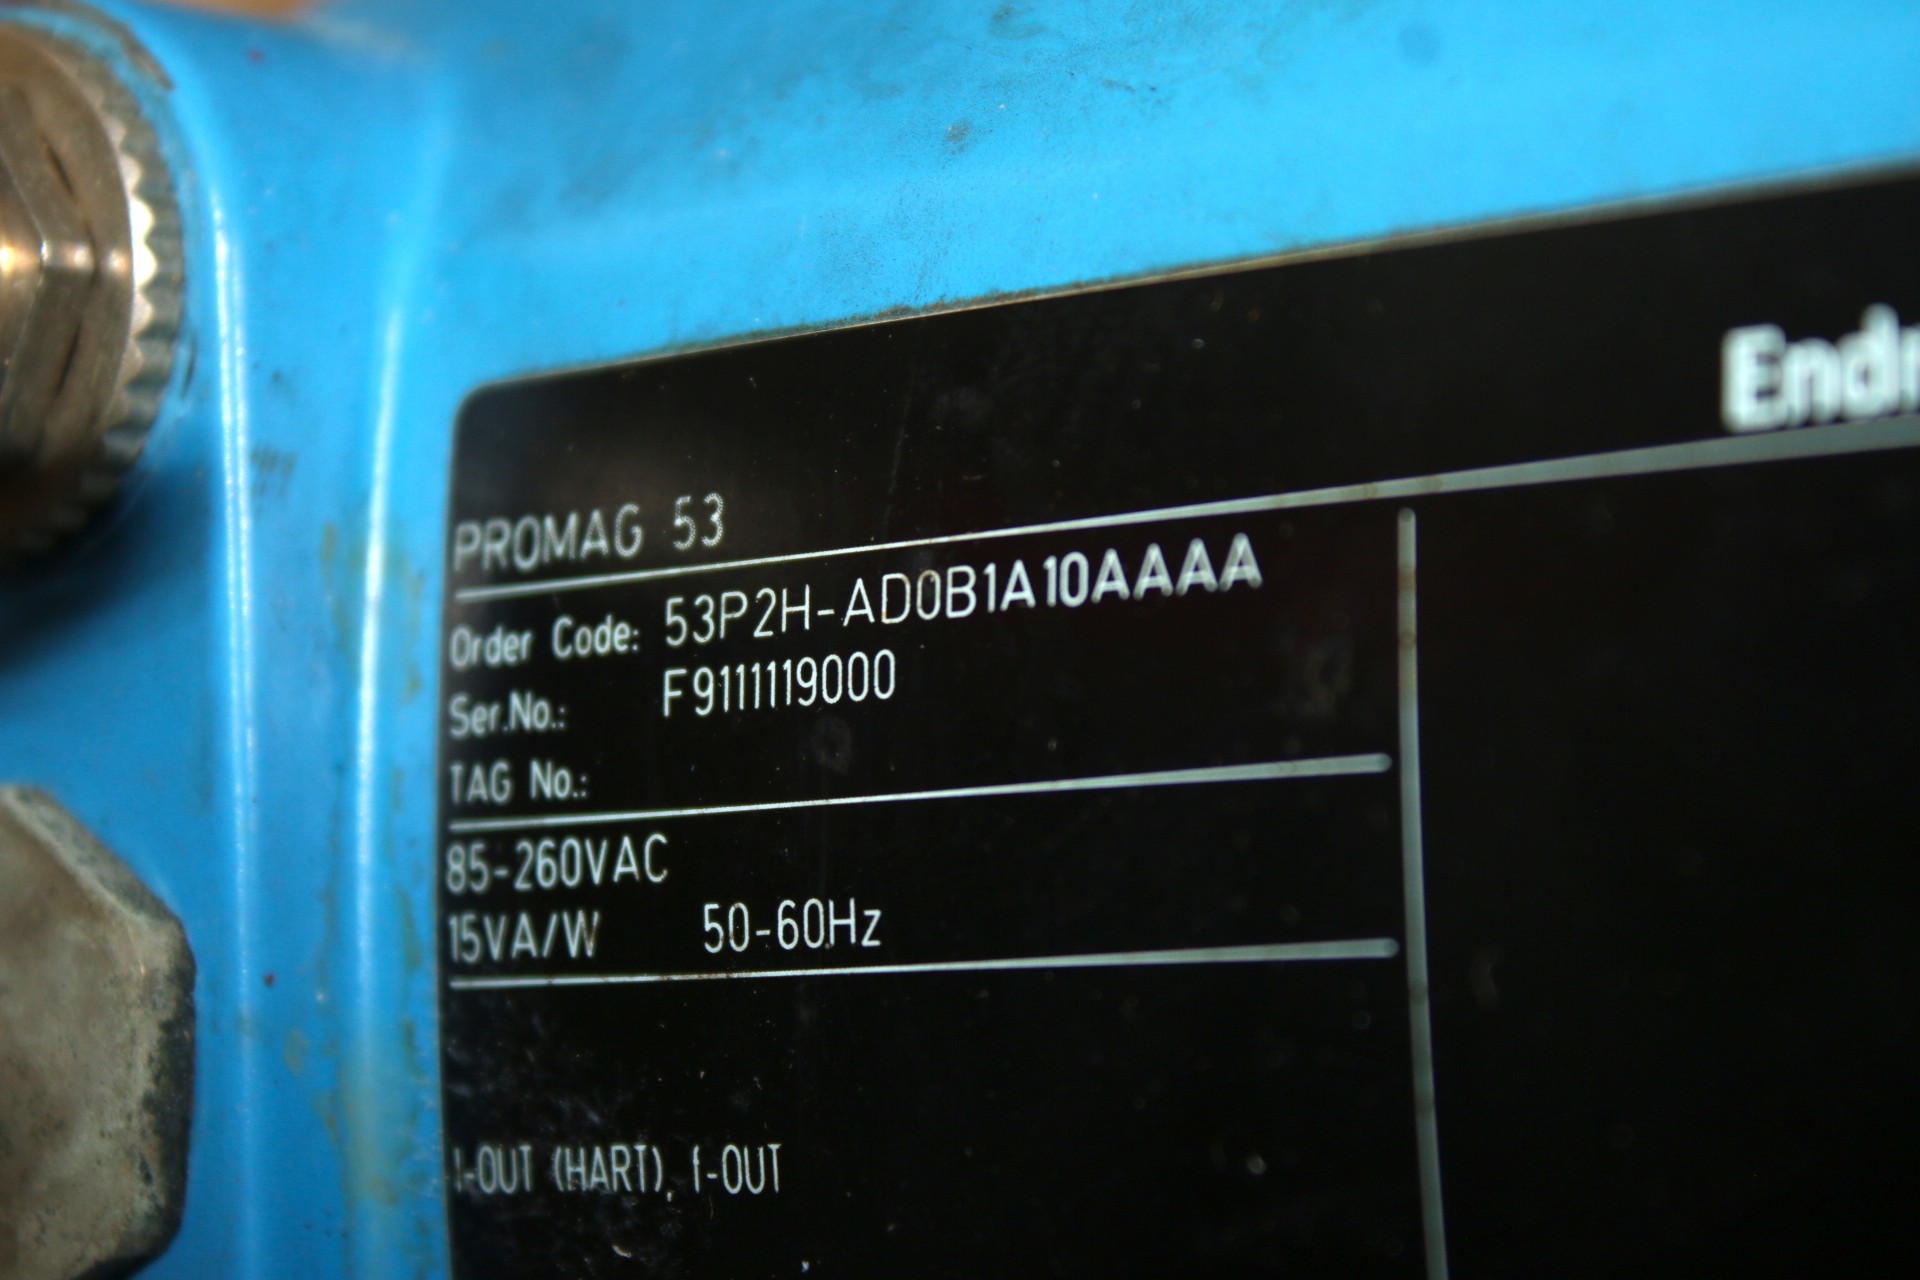 Endr
PROMAG 53
Order Code: 53P2H-AD0B1A10AAAA
Ser.No.: F9111119000
TAG No.:
85-260VAC
15VA/W 50-60Hz
I-OUT (HART), f-OUT